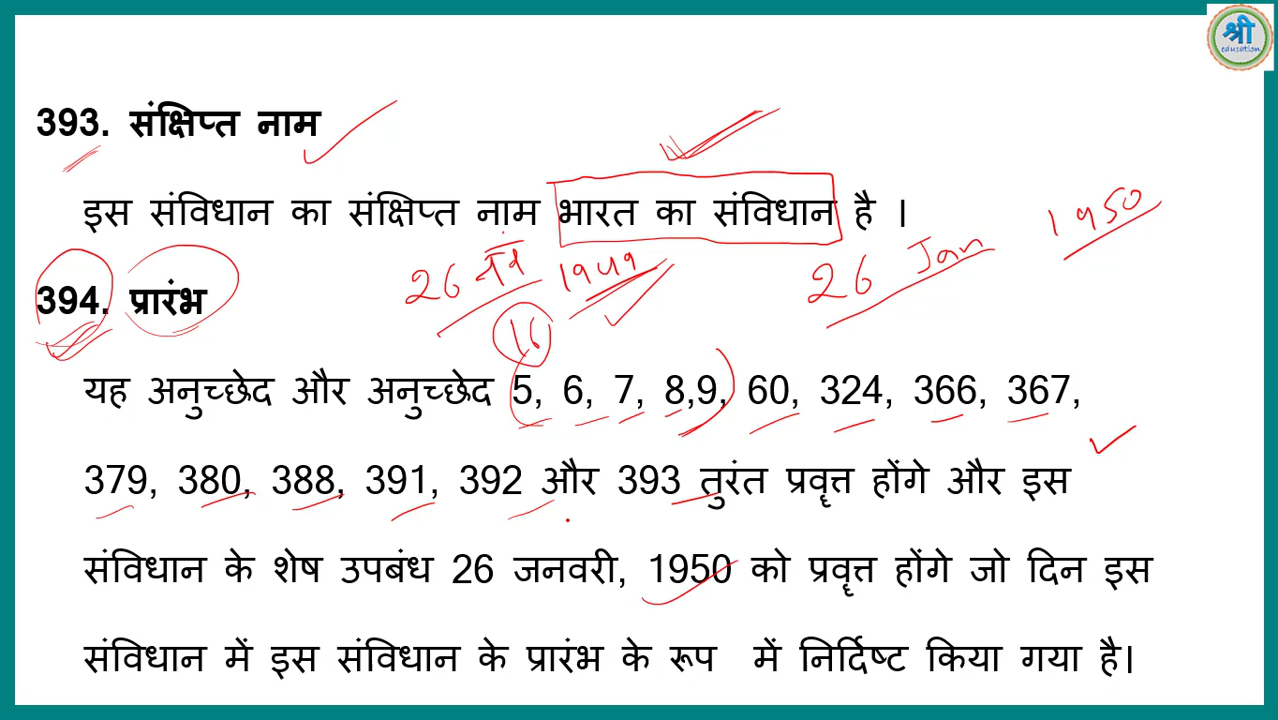 श्री
education
393. संक्षिप्त नाम
इस संविधान का संक्षिप्त नाम भारत का संविधान है ।
1950
26 नवं 1949
26 Jan
394. प्रारंभ
16
यह अनुच्छेद और अनुच्छेद 5, 6, 7, 8,9, 60, 324, 366, 367,
379, 380, 388, 391, 392 और 393 तुरंत प्रवृत्त होंगे और इस
संविधान के शेष उपबंध 26 जनवरी, 1950 को प्रवृत्त होंगे जो दिन इस
संविधान में इस संविधान के प्रारंभ के रूप में निर्दिष्ट किया गया है।